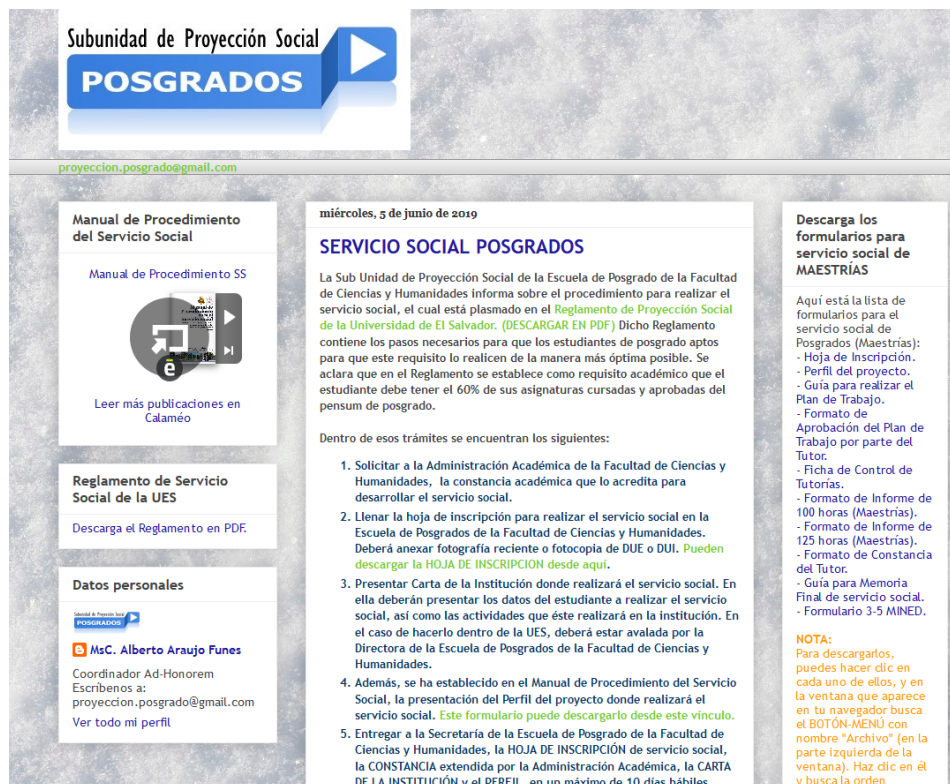 Subunidad de Proyección Social
POSGRADOS
proyeccion.posgrado@gmail.com
Manual de Procedimiento
del Servicio Social
Manual de Procedimiento SS
Leer más publicaciones en
Calaméo
Reglamento de Servicio
Social de la UES
Descarga el Reglamento en PDF.
Datos personales
Subunidad de Proyección Social
POSGRADOS
MsC. Alberto Araujo Funes
Coordinador Ad-Honorem
Escríbenos a:
proyeccion.posgrado@gmail.com
Ver todo mi perfil
miércoles, 5 de junio de 2019
SERVICIO SOCIAL POSGRADOS
La Sub Unidad de Proyección Social de la Escuela de Posgrado de la Facultad
de Ciencias y Humanidades informa sobre el procedimiento para realizar el
servicio social, el cual está plasmado en el Reglamento de Proyección Social
de la Universidad de El Salvador. (DESCARGAR EN PDF) Dicho Reglamento
contiene los pasos necesarios para que los estudiantes de posgrado aptos
para que este requisito lo realicen de la manera más óptima posible. Se
aclara que en el Reglamento se establece como requisito académico que el
estudiante debe tener el 60% de sus asignaturas cursadas y aprobadas del
pensum de posgrado.
Dentro de esos trámites se encuentran los siguientes:
1. Solicitar a la Administración Académica de la Facultad de Ciencias y
Humanidades, la constancia académica que lo acredita para
desarrollar el servicio social.
2. Llenar la hoja de inscripción para realizar el servicio social en la
Escuela de Posgrados de la Facultad de Ciencias y Humanidades.
Deberá anexar fotografía reciente o fotocopia de DUE o DUI. Pueden
descargar la HOJA DE INSCRIPCION desde aquí.
3. Presentar Carta de la Institución donde realizará el servicio social. En
ella deberán presentar los datos del estudiante a realizar el servicio
social, así como las actividades que éste realizará en la institución. En
el caso de hacerlo dentro de la UES, deberá estar avalada por la
Directora de la Escuela de Posgrados de la Facultad de Ciencias y
Humanidades.
4. Además, se ha establecido en el Manual de Procedimiento del Servicio
Social, la presentación del Perfil del proyecto donde realizará el
servicio social. Este formulario puede descargarlo desde este vínculo.
5. Entregar a la Secretaría de la Escuela de Posgrado de la Facultad de
Ciencias y Humanidades, la HOJA DE INSCRIPCIÓN de servicio social,
la CONSTANCIA extendida por la Administración Académica, la CARTA
DE LA INSTITUCIÓN y el PERFIL, en un máximo de 10 días hábiles
Descarga los
formularios para
servicio social de
MAESTRÍAS
Aquí está la lista de
formularios para el
servicio social de
Posgrados (Maestrías):
- Hoja de Inscripción.
- Perfil del proyecto.
- Guía para realizar el
Plan de Trabajo.
- Formato de
Aprobación del Plan de
Trabajo por parte del
Tutor.
- Ficha de Control de
Tutorías.
- Formato de Informe de
100 horas (Maestrías).
- Formato de Informe de
125 horas (Maestrías).
- Formato de Constancia
del Tutor.
- Guía para Memoria
Final de servicio social.
- Formulario 3-5 MINED.
NOTA:
Para descargarlos,
puedes hacer clic en
cada uno de ellos, y en
la ventana que aparece
en tu navegador busca
el BOTÓN-MENÚ con
nombre "Archivo" (en la
parte izquierda de la
ventana). Haz clic en él
y busca la orden